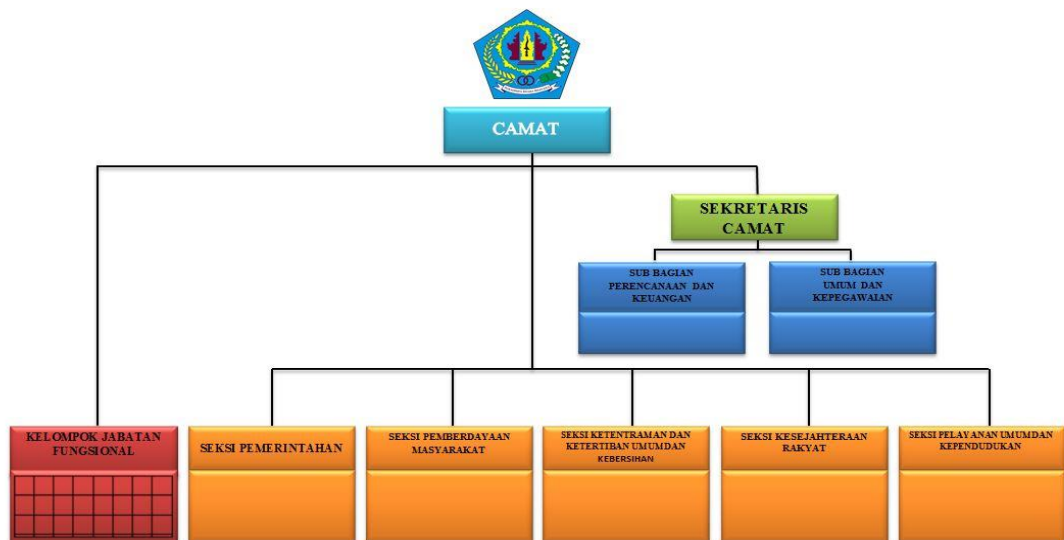 CAMAT
SEKRETARIS
CAMAT
SUB BAGIAN
PERENCANAAN DAN
KEUANGAN
SUB BAGIAN
UMUM DAN
KEPEGAWAIAN
KELOMPOK JABATAN
FUNGSIONAL
SEKSI PEMERINTAHAN
SEKSI PEMBERDAYAAN
MASYARAKAT
SEKSI KETENTRAMAN DAN
KETERTIBAN UMUMDAN
KEBERSIHAN
SEKSI KESEJAHTERAAN
RAKYAT
SEKSI PELAYANAN UMUMDAN
KEPENDUDUKAN